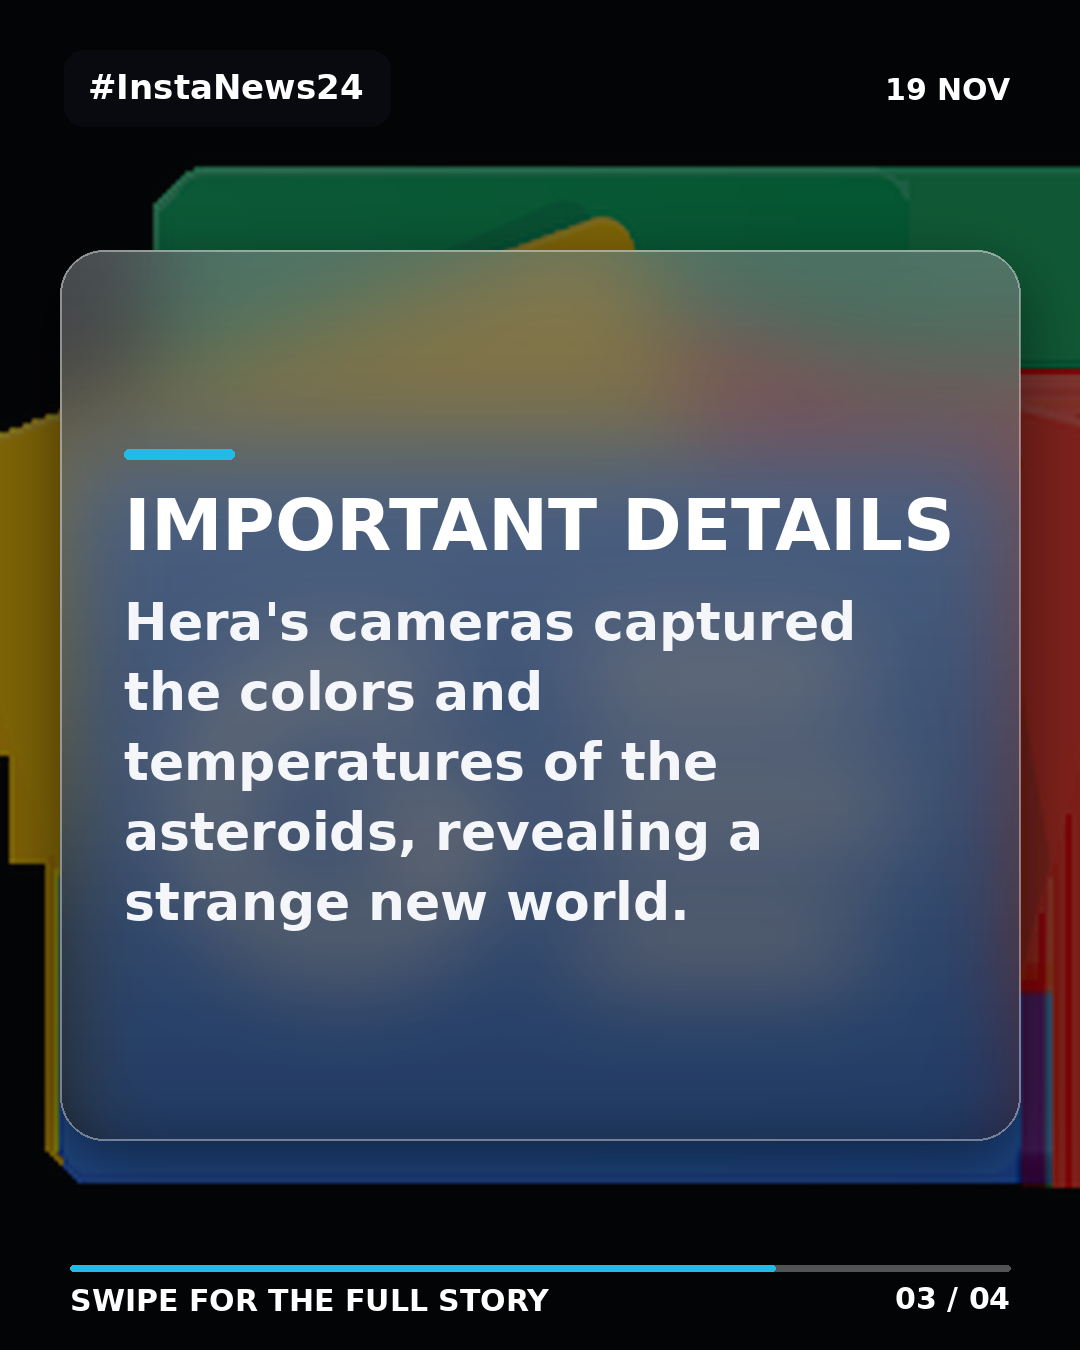 #InstaNews24
19 NOV
IMPORTANT DETAILS
Hera's cameras captured
the colors and
temperatures of the
asteroids, revealing a
strange new world.
SWIPE FOR THE FULL STORY
03 / 04